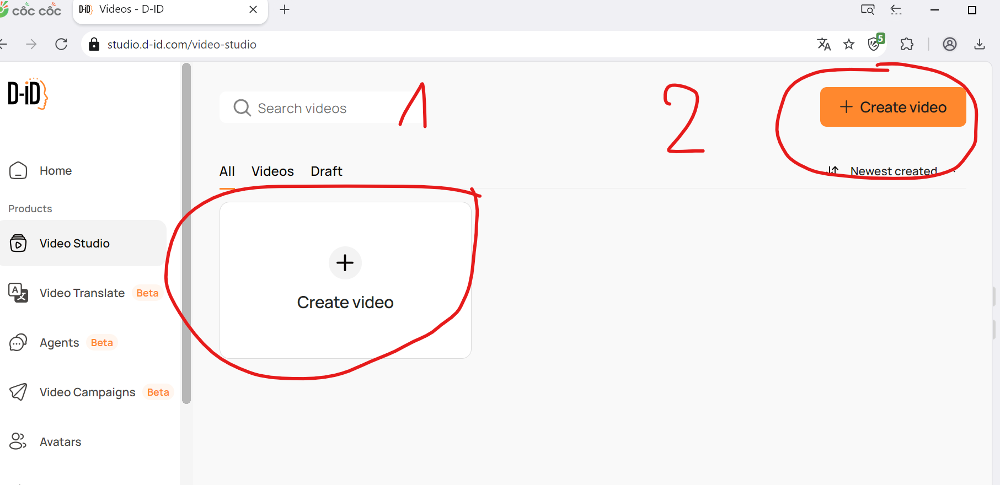 cốc cốc
D-iD Videos - D-ID
studio.d-id.com/video-studio
5
D-iD
Search videos
1
2
+ Create video
All Videos Draft
Newest created
Home
Products
Video Studio
Video Translate Beta
Agents Beta
Video Campaigns Beta
Avatars
Create video